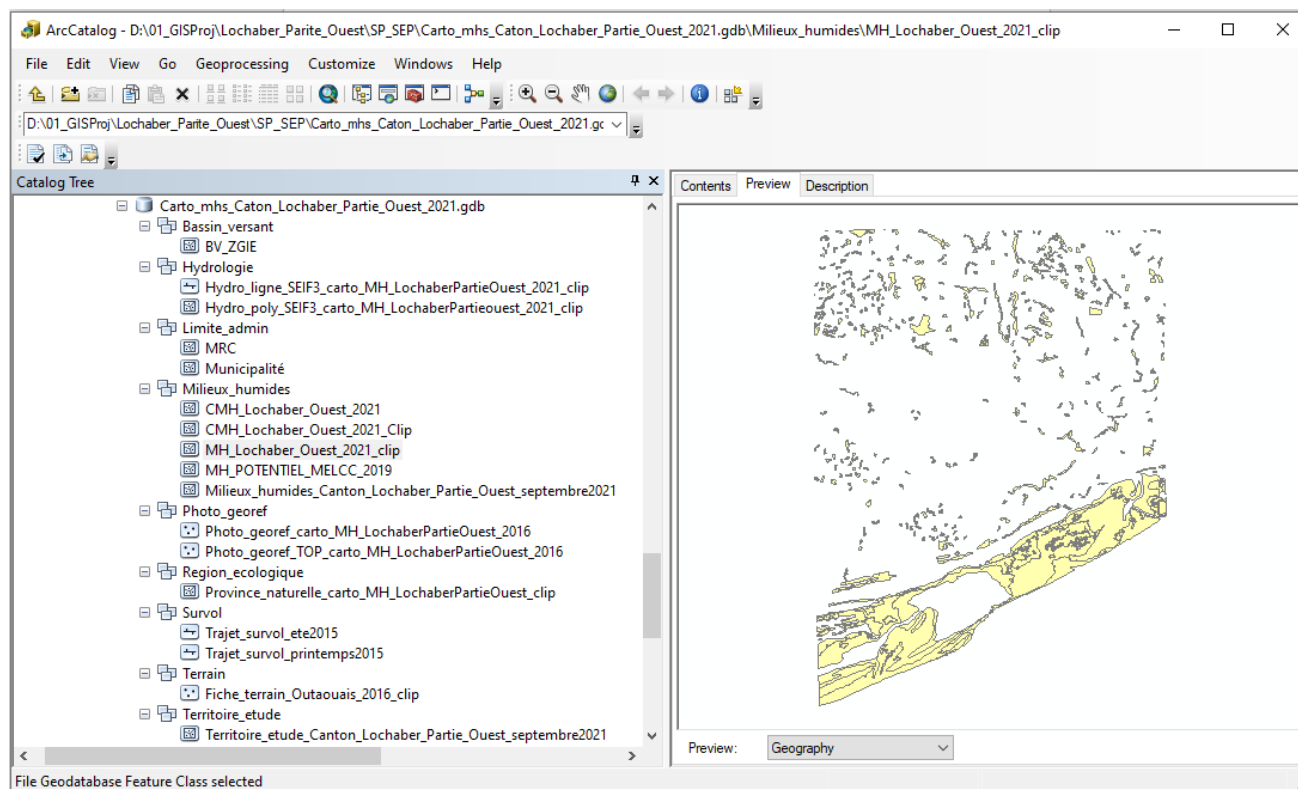 ArcCatalog - D:\01_GISProj\Lochaber_Parite_Ouest\SP_SEP\Carto_mhs_Caton_Lochaber_Partie_Ouest_2021.gdb\Milieux_humides\MH_Lochaber_Ouest_2021_clip
File Edit View Go Geoprocessing Customize Windows Help
D:\01_GISProj\Lochaber_Parite_Ouest\SP_SEP\Carto_mhs_Caton_Lochaber_Partie_Ouest_2021.gc
Catalog Tree
Contents Preview Description
Carto_mhs_Caton_Lochaber_Partie_Ouest_2021.gdb
Bassin_versant
BV_ZGIE
Hydrologie
Hydro_ligne_SEIF3_carto_MH_LochaberPartieOuest_2021_clip
Hydro_poly_SEIF3_carto_MH_LochaberPartieouest_2021_clip
Limite_admin
MRC
Municipalité
Milieux_humides
CMH_Lochaber_Ouest_2021
CMH_Lochaber_Ouest_2021_Clip
MH_Lochaber_Ouest_2021_clip
MH_POTENTIEL_MELCC_2019
Milieux_humides_Canton_Lochaber_Partie_Ouest_septembre2021
Photo_georef
Photo_georef_carto_MH_LochaberPartieOuest_2016
Photo_georef_TOP_carto_MH_LochaberPartieOuest_2016
Region_ecologique
Province_naturelle_carto_MH_LochaberPartieOuest_clip
Survol
Trajet_survol_ete2015
Trajet_survol_printemps2015
Terrain
Fiche_terrain_Outaouais_2016_clip
Territoire_etude
Territoire_etude_Canton_Lochaber_Partie_Ouest_septembre2021
Preview: Geography
File Geodatabase Feature Class selected